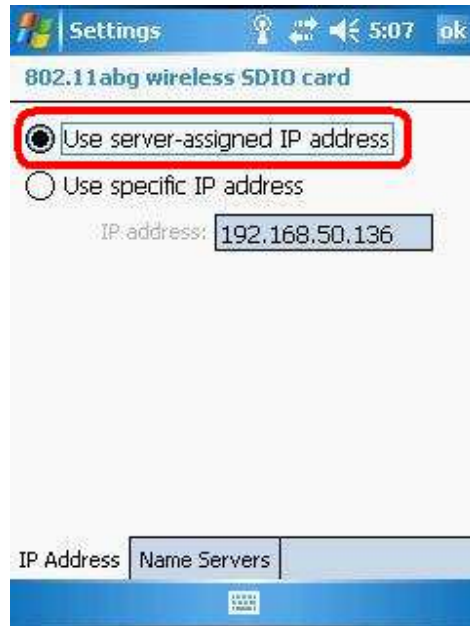 Settings 5:07 ok
802.11abg wireless SDIO card
Use server-assigned IP address
Use specific IP address
IP address: 192.168.50.136
IP Address Name Servers